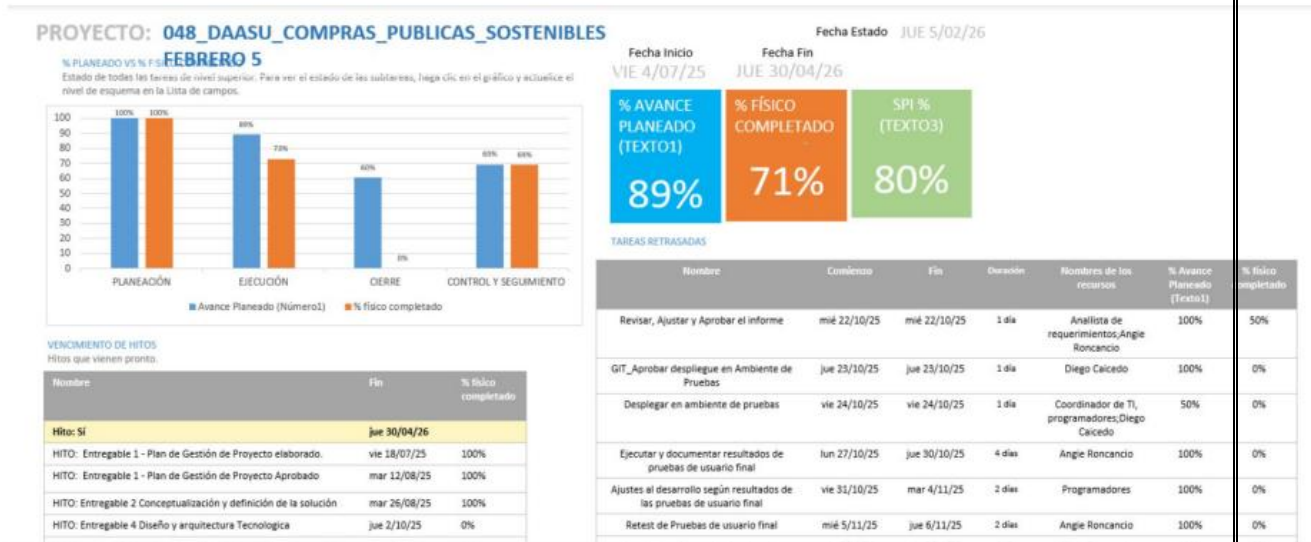 PROYECTO: 048_DAASU_COMPRAS_PUBLICAS_SOSTENIBLES
FEBRERO 5
% PLANEADO VS % F
Estado de todas las tareas de nivel superior. Para ver el estado de las subtareas, haga clic en el gráfico y actualice el
nivel de esquema en la Lista de campos.
100
90
80
70
60
50
40
30
20
10
0
100% 100%
89%
73%
60%
0%
69% 69%
PLANEACIÓN EJECUCIÓN CIERRE CONTROL Y SEGUIMIENTO
Avance Planeado (Número1) % físico completado
VENCIMIENTO DE HITOS
Hitos que vienen pronto.
Nombre Fin % físico
completado
Hito: Sí jue 30/04/26
HITO: Entregable 1 - Plan de Gestión de Proyecto elaborado. vie 18/07/25 100%
HITO: Entregable 1 - Plan de Gestión de Proyecto Aprobado mar 12/08/25 100%
HITO: Entregable 2 Conceptualización y definición de la solución mar 26/08/25 100%
HITO: Entregable 4 Diseño y arquitectura Tecnologica jue 2/10/25 0%
Fecha Estado JUE 5/02/26
Fecha Inicio Fecha Fin
VIE 4/07/25 JUE 30/04/26
% AVANCE
PLANEADO
(TEXTO1)
89%
% FÍSICO
COMPLETADO
71%
SPI %
(TEXTO3)
80%
TAREAS RETRASADAS
Nombre Comienzo Fin Duración Nombres de los
recursos % Avance
Planeado
(Texto1) % físico
completado
Revisar, Ajustar y Aprobar el informe mié 22/10/25 mié 22/10/25 1 día Anallista de
requerimientos;Angie
Roncancio 100% 50%
GIT_Aprobar despliegue en Ambiente de
Pruebas jue 23/10/25 jue 23/10/25 1 día Diego Caicedo 100% 0%
Desplegar en ambiente de pruebas vie 24/10/25 vie 24/10/25 1 día Coordinador de TI,
programadores;Diego
Caicedo 50% 0%
Ejecutar y documentar resultados de
pruebas de usuario final lun 27/10/25 jue 30/10/25 4 días Angie Roncancio 100% 0%
Ajustes al desarrollo según resultados de
las pruebas de usuario final vie 31/10/25 mar 4/11/25 2 días Programadores 100% 0%
Retest de Pruebas de usuario final mié 5/11/25 jue 6/11/25 2 días Angie Roncancio 100% 0%